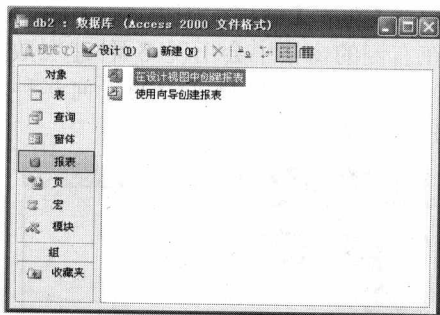 db2 : 数据库 (Access 2000 文件格式)
预览(V) 设计(D) 新建(N)
对象
表
查询
窗体
报表
页
宏
模块
组
收藏夹
在设计视图中创建报表
使用向导创建报表